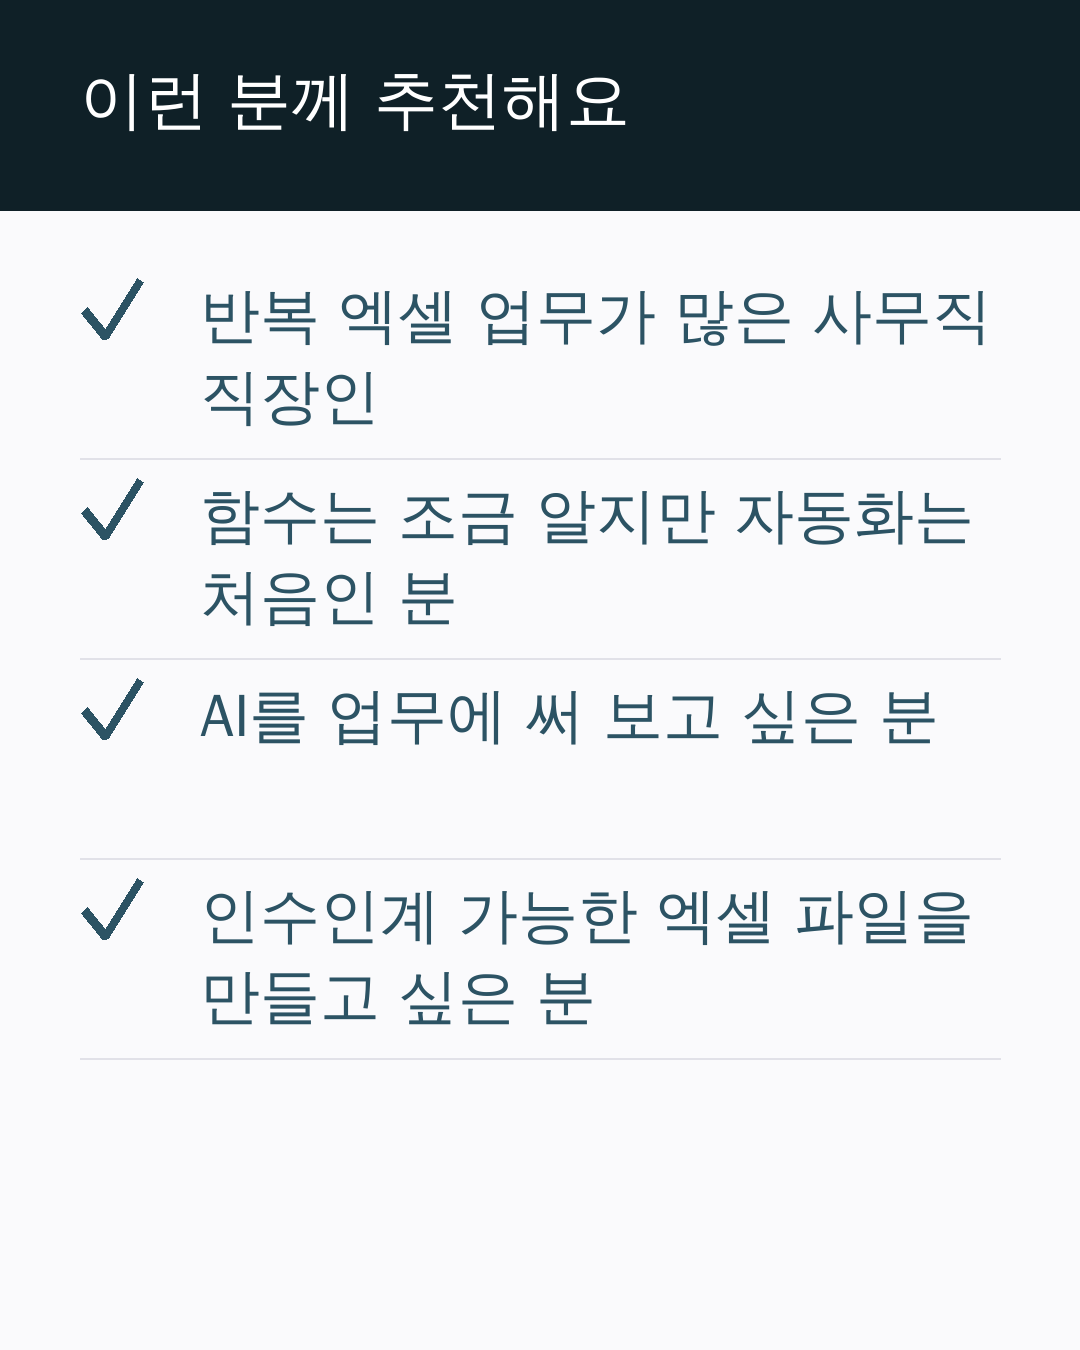 이런 분께 추천해요
반복 엑셀 업무가 많은 사무직
직장인
함수는 조금 알지만 자동화는
처음인 분
AI를 업무에 써 보고 싶은 분
인수인계 가능한 엑셀 파일을
만들고 싶은 분